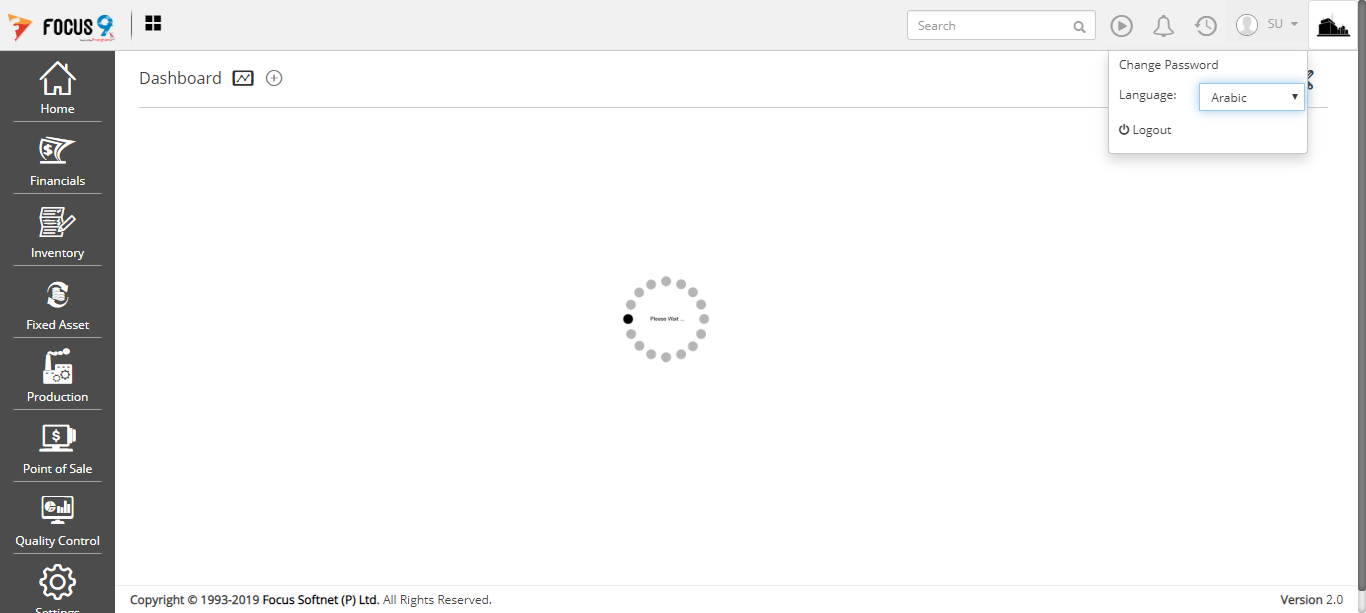 FOCUS 9
Search
SU
Change Password
Language: Arabic
Logout
Dashboard
Home
Financials
Inventory
Fixed Asset
Production
Point of Sale
Quality Control
Settings
Please Wait ...
Copyright © 1993-2019 Focus Softnet (P) Ltd. All Rights Reserved.
Version 2.0